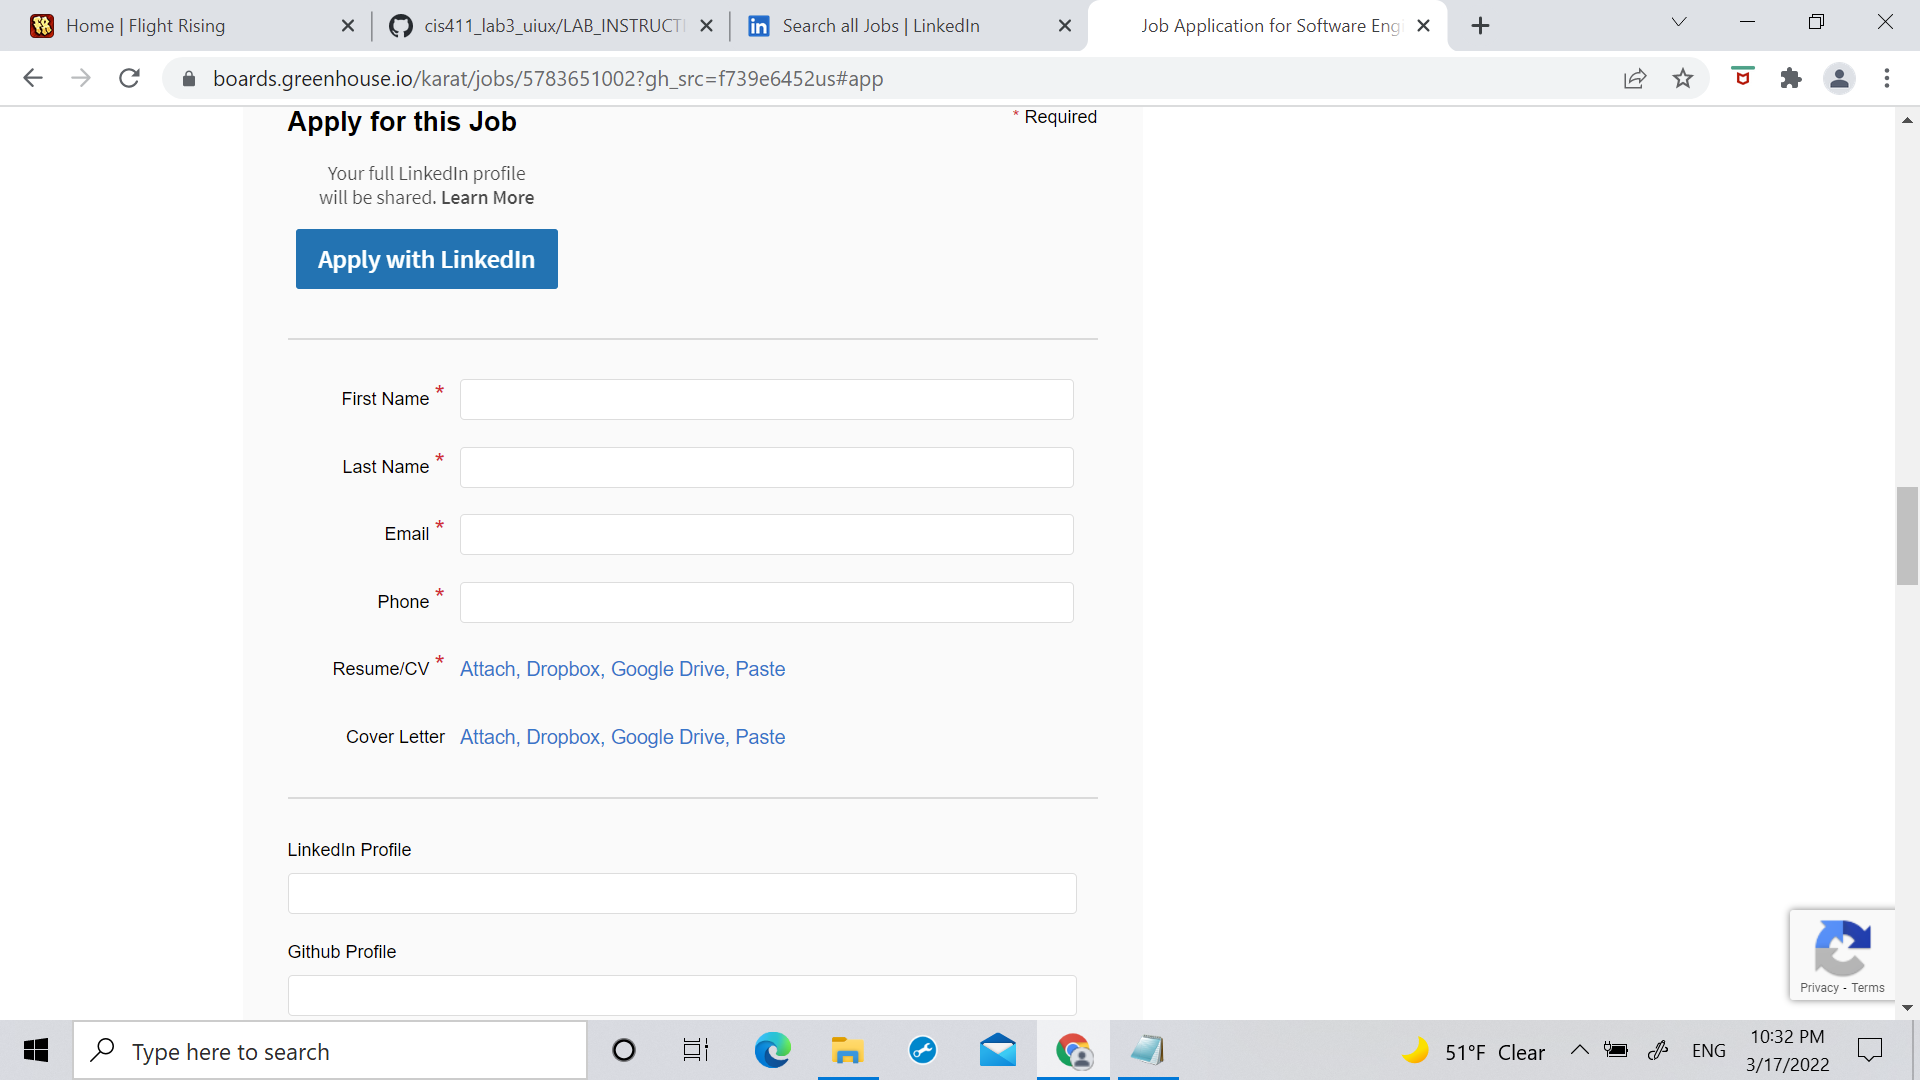 Home | Flight Rising
cis411_lab3_uiux/LAB_INSTRUCTI
in Search all Jobs | LinkedIn
Job Application for Software Engi
boards.greenhouse.io/karat/jobs/5783651002?gh_src=f739e6452us#app
Apply for this Job
* Required
Your full LinkedIn profile
will be shared. Learn More
Apply with LinkedIn
First Name *
Last Name *
Email *
Phone *
Resume/CV * Attach, Dropbox, Google Drive, Paste
Cover Letter Attach, Dropbox, Google Drive, Paste
LinkedIn Profile
Github Profile
Privacy - Terms
Type here to search
51°F Clear
ENG
10:32 PM
3/17/2022